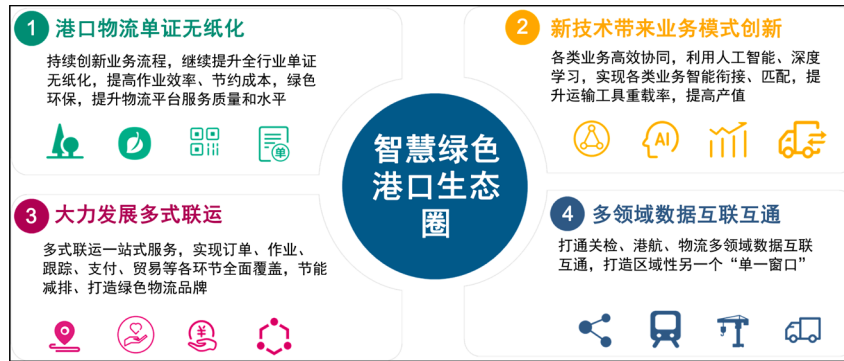 1 港口物流单证无纸化
持续创新业务流程，继续提升全行业单证
无纸化，提高作业效率、节约成本，绿色
环保，提升物流平台服务质量和水平
单
2 新技术带来业务模式创新
各类业务高效协同，利用人工智能、深度
学习，实现各类业务智能衔接、匹配，提
升运输工具重载率，提高产值
AI
智慧绿色
港口生态
圈
3 大力发展多式联运
多式联运一站式服务，实现订单、作业、
跟踪、支付、贸易等各环节全面覆盖，节能
减排、打造绿色物流品牌
¥
4 多领域数据互联互通
打通关检、港航、物流多领域数据互联
互通，打造区域性另一个“单一窗口”